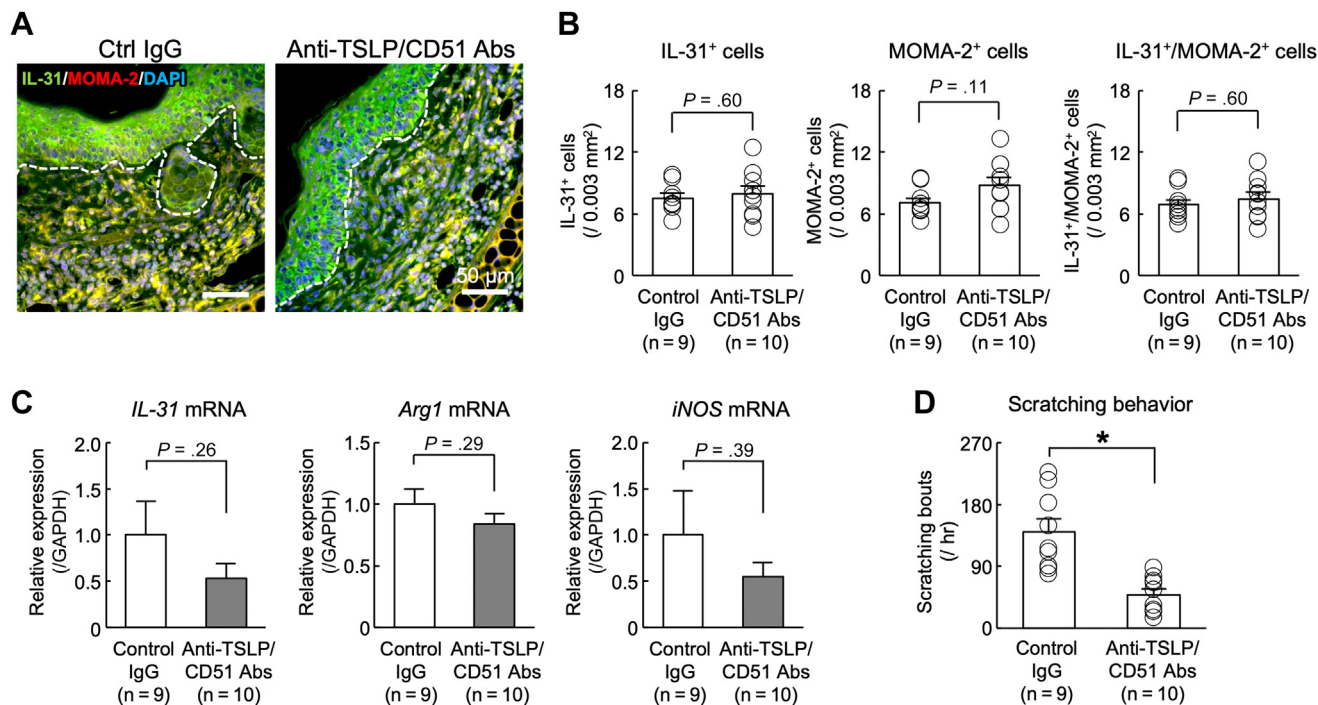 A
Ctrl IgG
Anti-TSLP/CD51 Abs
IL-31/MOMA-2/DAPI
50 μm
B
IL-31⁺ cells
MOMA-2⁺ cells
IL-31⁺/MOMA-2⁺ cells
IL-31⁺ cells
(/ 0.003 mm²)
18
12
6
0
P = .60
Control
IgG
(n = 9)
Anti-TSLP/
CD51 Abs
(n = 10)
MOMA-2⁺ cells
(/ 0.003 mm²)
18
12
6
0
P = .11
Control
IgG
(n = 9)
Anti-TSLP/
CD51 Abs
(n = 10)
IL-31⁺/MOMA-2⁺ cells
(/ 0.003 mm²)
18
12
6
0
P = .60
Control
IgG
(n = 9)
Anti-TSLP/
CD51 Abs
(n = 10)
C
IL-31 mRNA
Relative expression
(/GAPDH)
2.0
1.5
1.0
0.5
0
P = .26
Control
IgG
(n = 9)
Anti-TSLP/
CD51 Abs
(n = 10)
Arg1 mRNA
Relative expression
(/GAPDH)
1.5
1.0
0.5
0
P = .29
Control
IgG
(n = 9)
Anti-TSLP/
CD51 Abs
(n = 10)
iNOS mRNA
Relative expression
(/GAPDH)
2.0
1.5
1.0
0.5
0
P = .39
Control
IgG
(n = 9)
Anti-TSLP/
CD51 Abs
(n = 10)
D
Scratching behavior
Scratching bouts
(/ hr)
270
180
90
0
*
Control
IgG
(n = 9)
Anti-TSLP/
CD51 Abs
(n = 10)